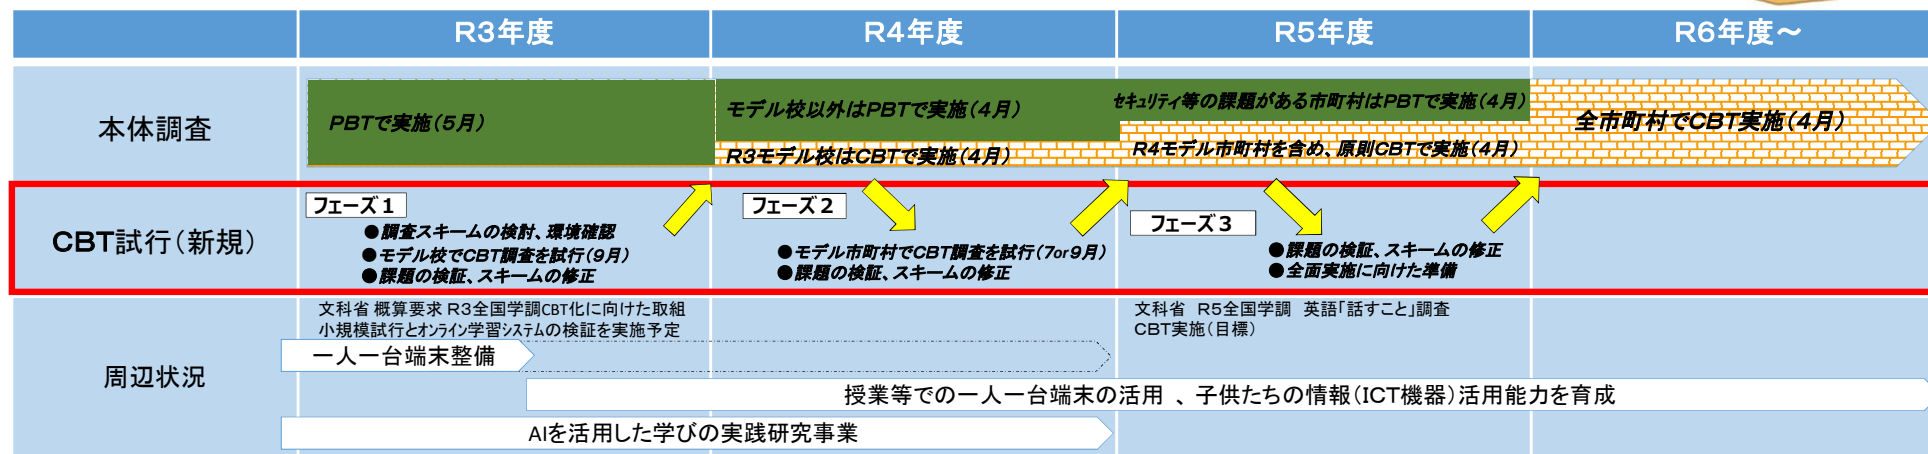 R3年度
R4年度
R5年度
R6年度～
本体調査
PBTで実施（5月）
モデル校以外はPBTで実施（4月）
R3モデル校はCBTで実施（4月）
セキュリティ等の課題がある市町村はPBTで実施（4月）
R4モデル市町村を含め、原則CBTで実施（4月）
全市町村でCBT実施（4月）
CBT試行（新規）
フェーズ1
●調査スキームの検討、環境確認
●モデル校でCBT調査を試行（9月）
●課題の検証、スキームの修正
フェーズ2
●モデル市町村でCBT調査を試行（7or9月）
●課題の検証、スキームの修正
フェーズ3
●課題の検証、スキームの修正
●全面実施に向けた準備
周辺状況
文科省 概算要求 R3全国学調CBT化に向けた取組
小規模試行とオンライン学習システムの検証を実施予定
文科省　R5全国学調　英語「話すこと」調査
CBT実施（目標）
一人一台端末整備
授業等での一人一台端末の活用 、子供たちの情報（ICT機器）活用能力を育成
AIを活用した学びの実践研究事業